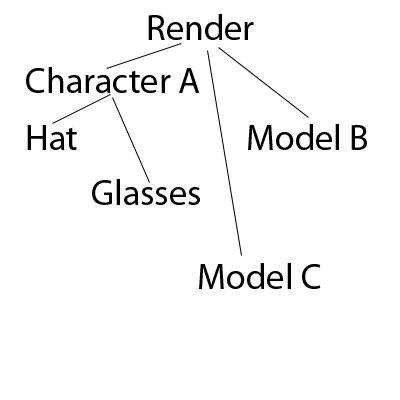 Render
Character A
Hat
Model B
Glasses
Model C